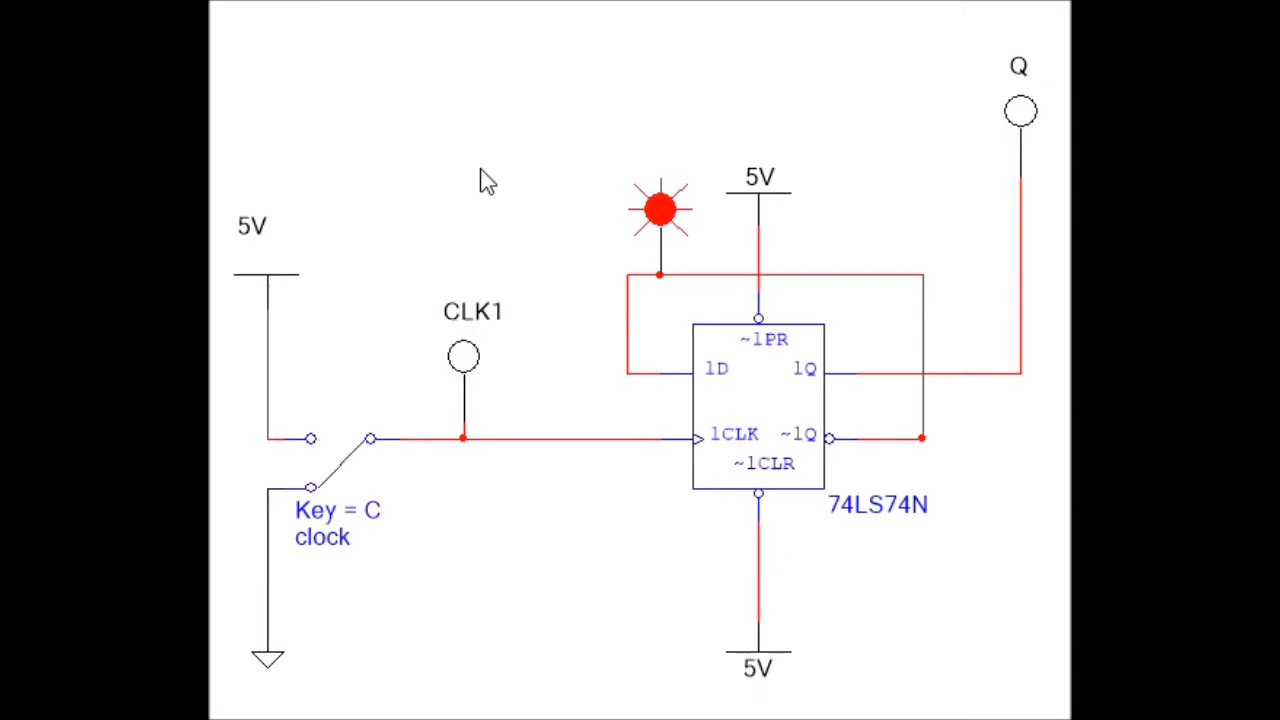 Q
5V
5V
CLK1
~1PR
1D
1Q
1CLK
~1Q
~1CLR
74LS74N
Key = C
clock
5V